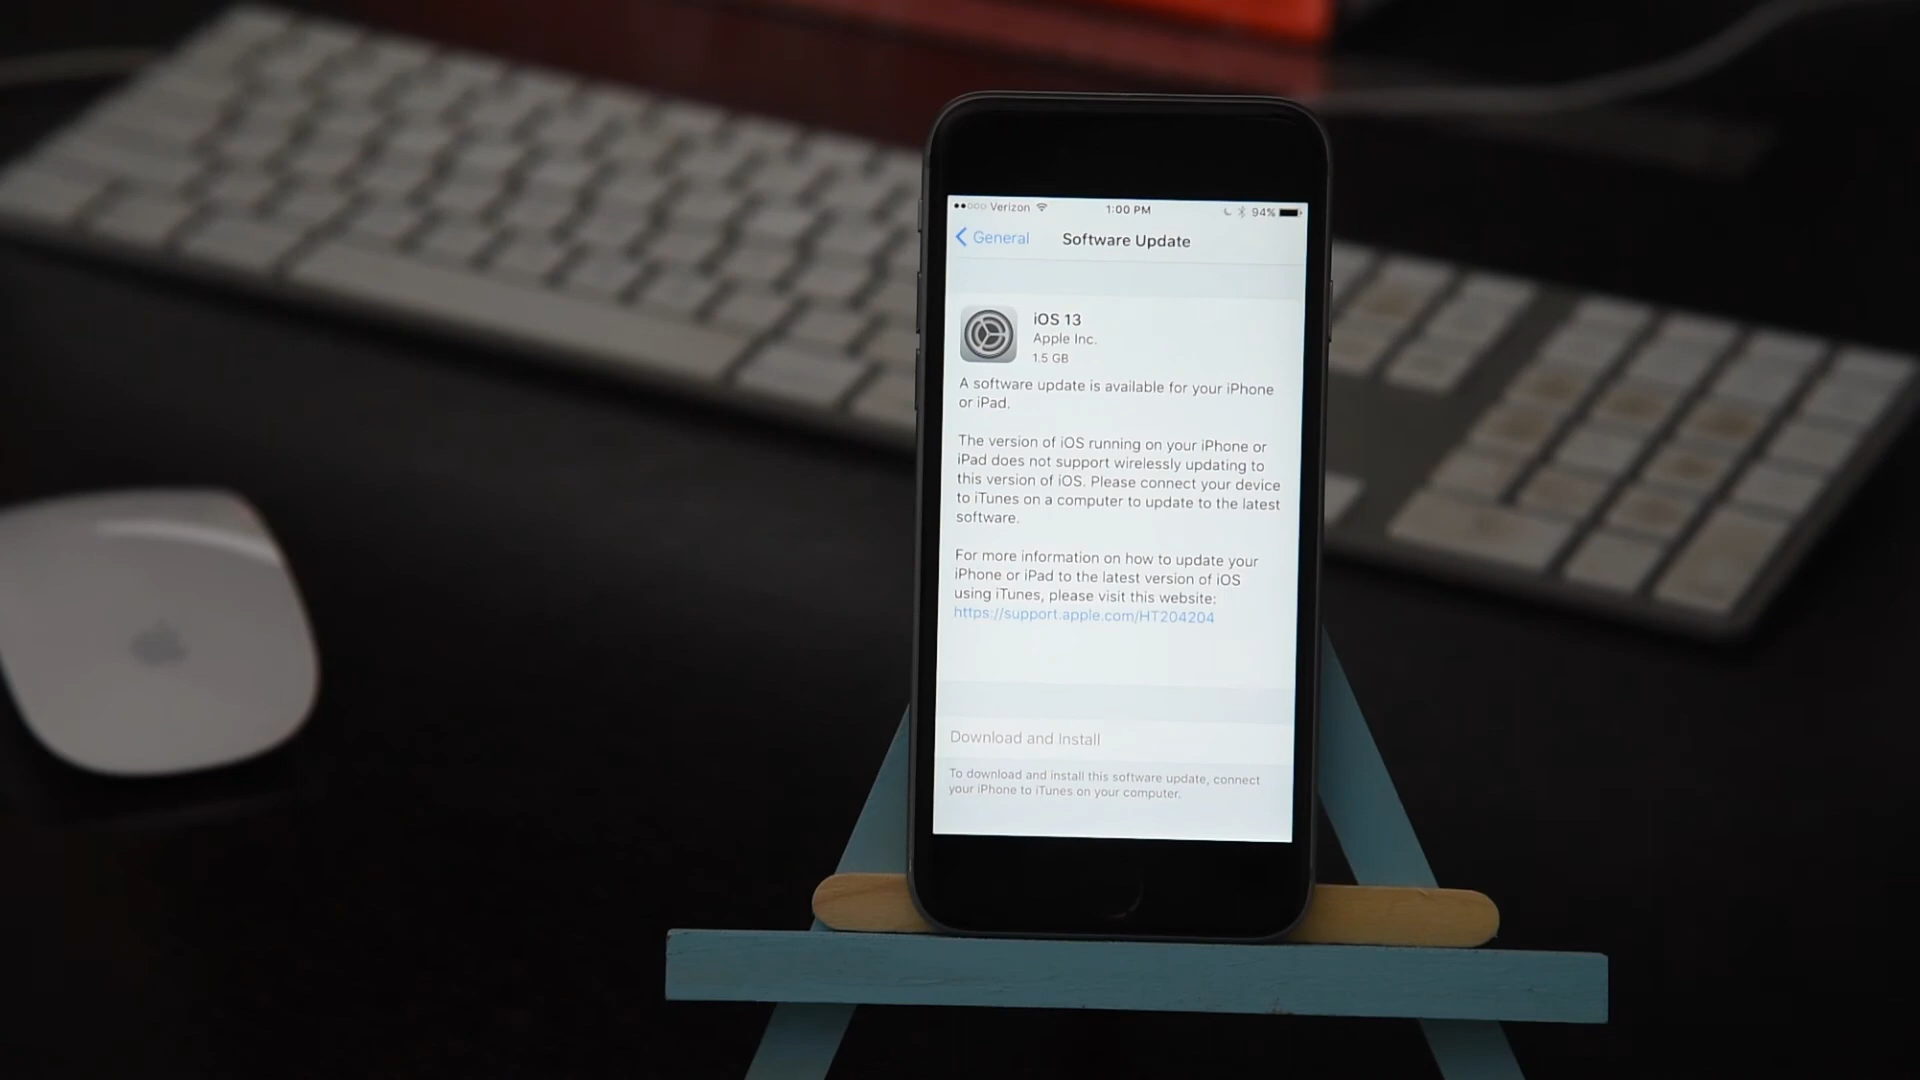 Verizon 1:00 PM 94%
General Software Update
iOS 13
Apple Inc.
1.5 GB
A software update is available for your iPhone
or iPad.
The version of iOS running on your iPhone or
iPad does not support wirelessly updating to
this version of iOS. Please connect your device
to iTunes on a computer to update to the latest
software.
For more information on how to update your
iPhone or iPad to the latest version of iOS
using iTunes, please visit this website:
https://support.apple.com/HT204204
Download and Install
To download and install this software update, connect
your iPhone to iTunes on your computer.